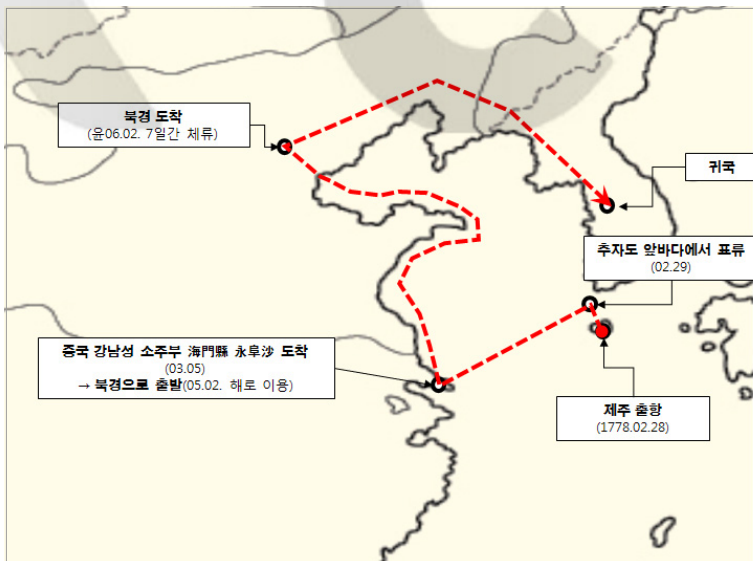 북경 도착
(윤06.02. 7일간 체류)
귀국
추자도 앞바다에서 표류
(02.29)
중국 강남성 소주부 海門縣 永阜沙 도착
(03.05)
→ 북경으로 출발(05.02. 해로 이용)
제주 출항
(1778.02.28)